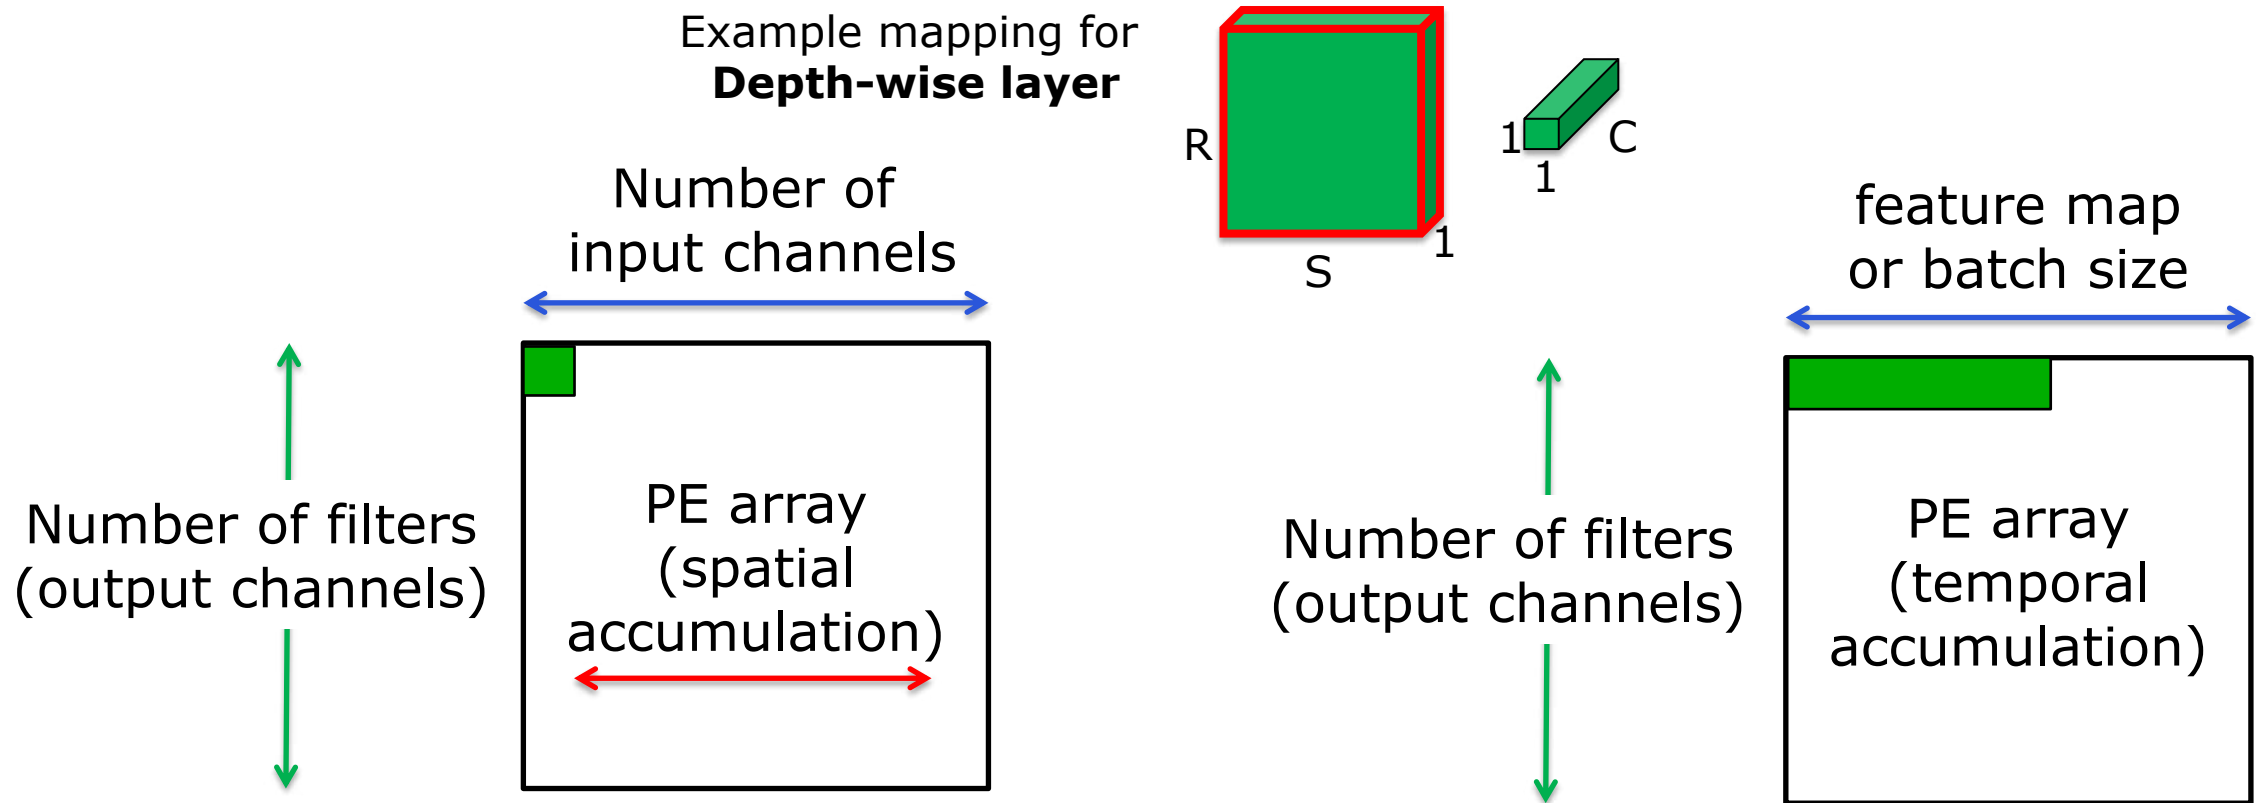 Example mapping for
Depth-wise layer
R
S
1
1
1
C
Number of
input channels
Number of filters
(output channels)
PE array
(spatial
accumulation)
feature map
or batch size
Number of filters
(output channels)
PE array
(temporal
accumulation)